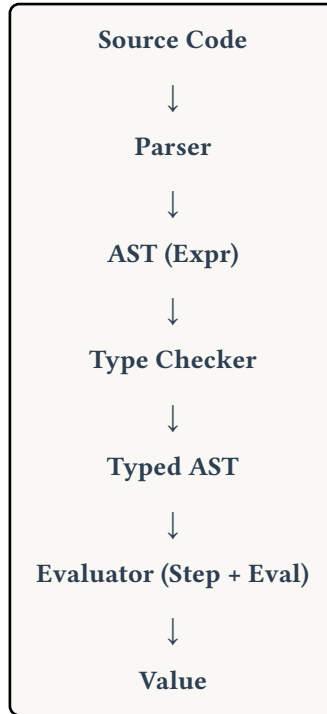 Source Code
↓
Parser
↓
AST (Expr)
↓
Type Checker
↓
Typed AST
↓
Evaluator (Step + Eval)
↓
Value